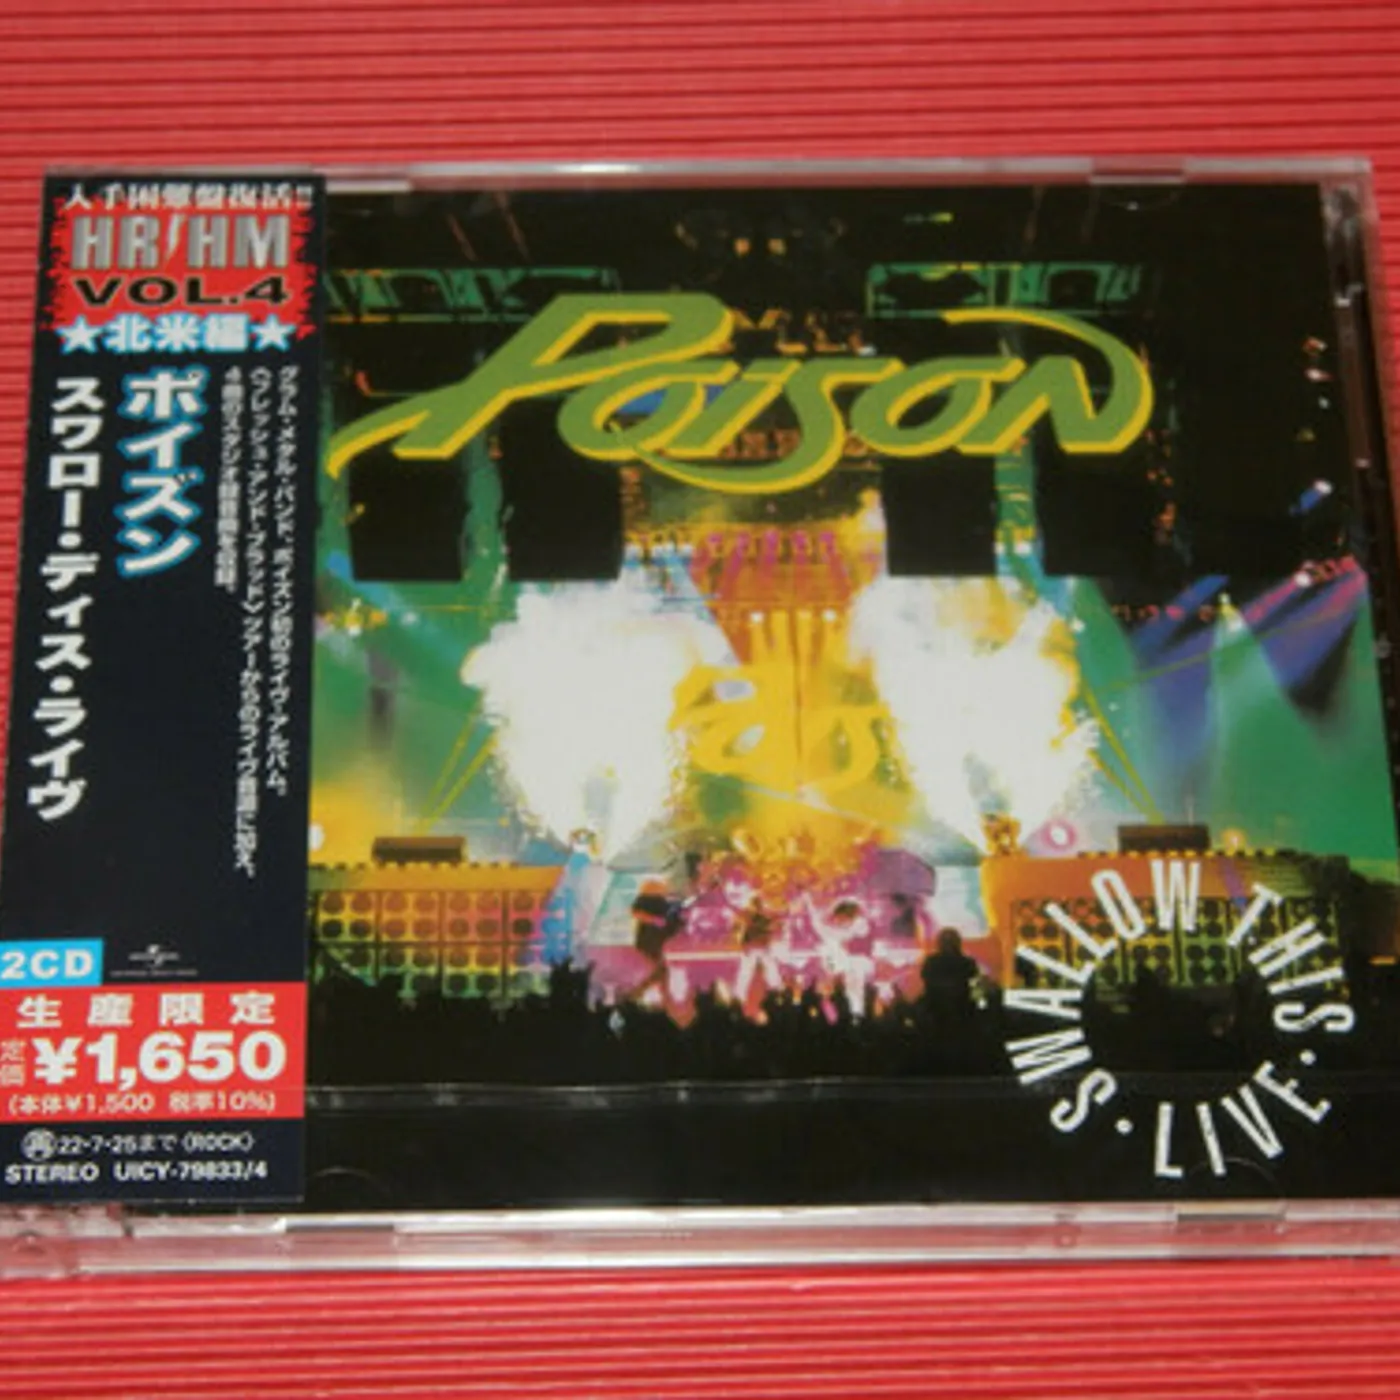 入手困難盤復活!!
HR/HM
VOL.4
★北米編★
ポイズン
スワロー・ディス・ライヴ
グラム・メタル・バンド、ポイズン初のライヴ・アルバム。
〈フレッシュ・アンド・ブラッド〉ツアーからのライヴ音源に加え、
4曲のスタジオ録音曲を収録。
2CD
生産限定
定価
¥1,650
(本体¥1,500 税率10%)
再22・7・25まで〈ROCK〉
STEREO UICY-79833/4
POISON
SWALLOW THIS・LIVE・